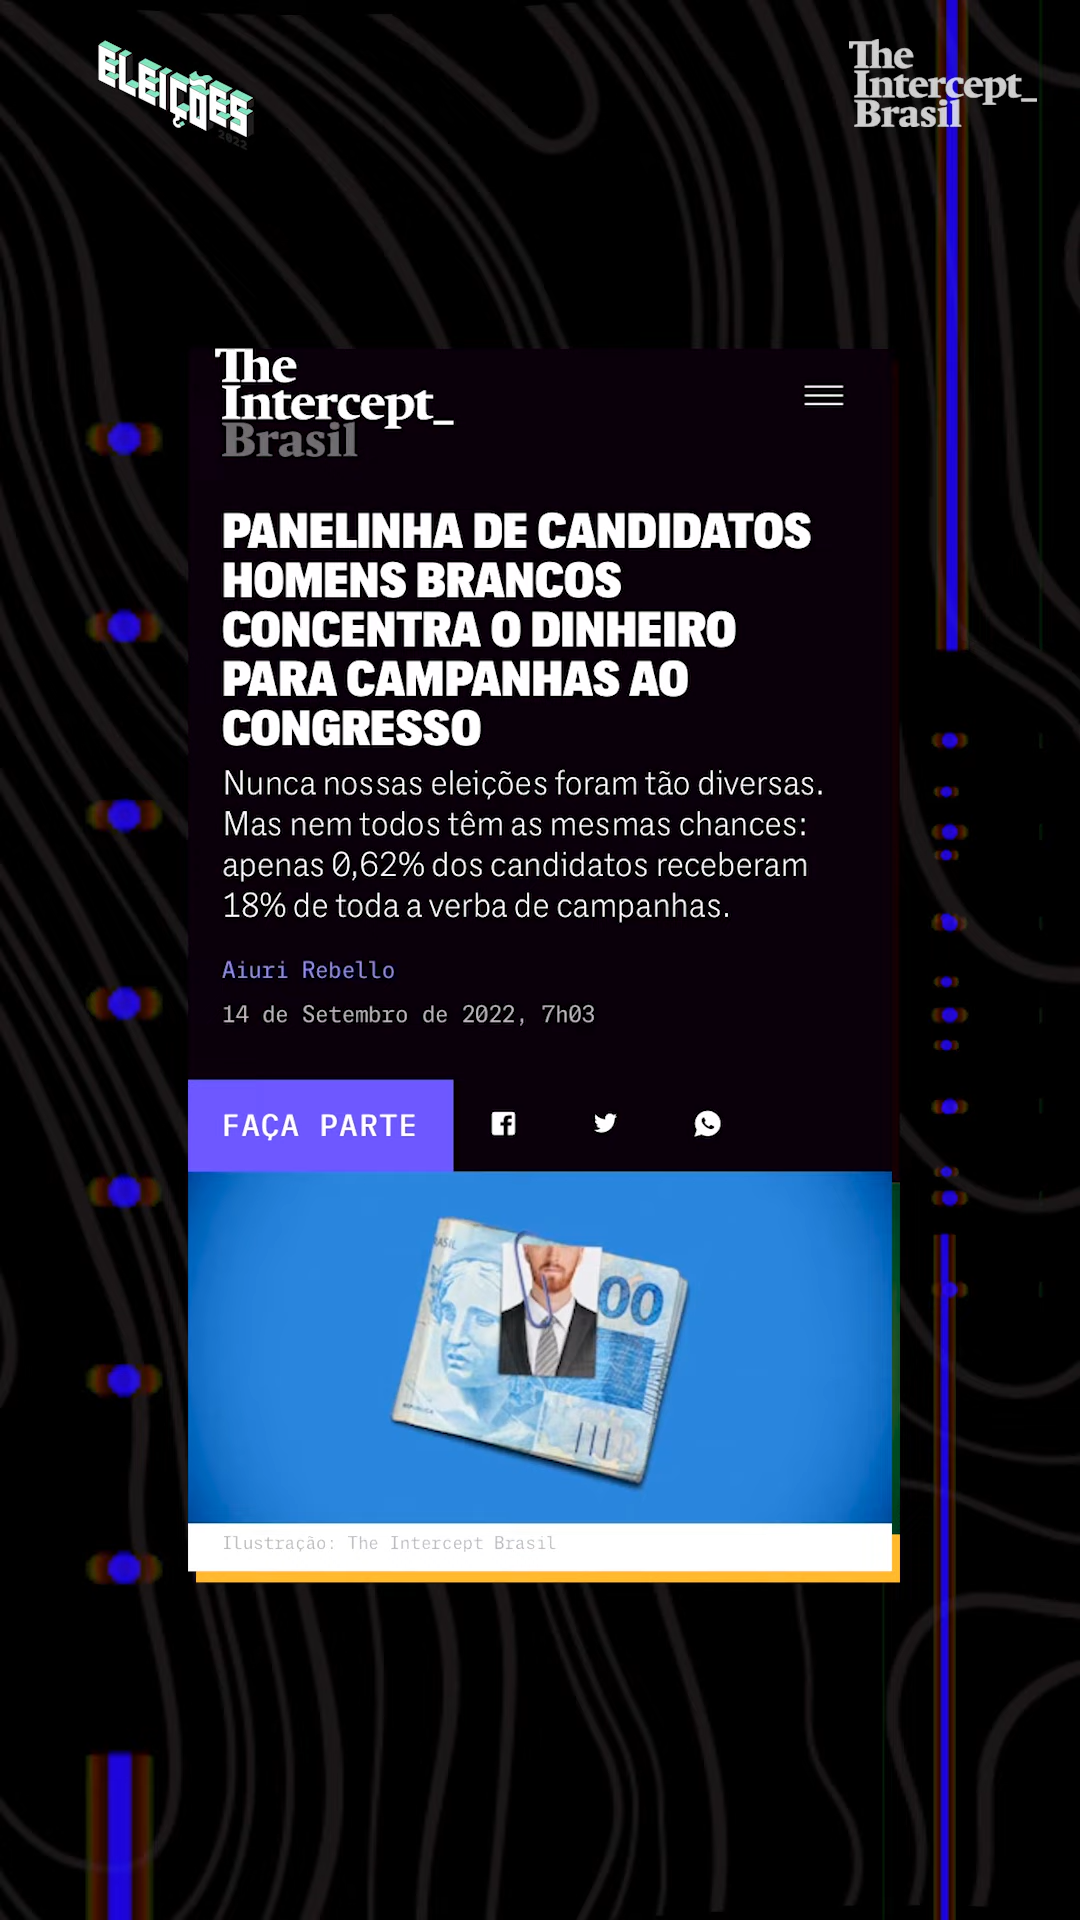 ELEIÇÕES
2022
The
Intercept_
Brasil
The
Intercept_
Brasil
PANELINHA DE CANDIDATOS
HOMENS BRANCOS
CONCENTRA O DINHEIRO
PARA CAMPANHAS AO
CONGRESSO
Nunca nossas eleições foram tão diversas.
Mas nem todos têm as mesmas chances:
apenas 0,62% dos candidatos receberam
18% de toda a verba de campanhas.
Aiuri Rebello
14 de Setembro de 2022, 7h03
FAÇA PARTE
ASIL
00
Ilustração: The Intercept Brasil